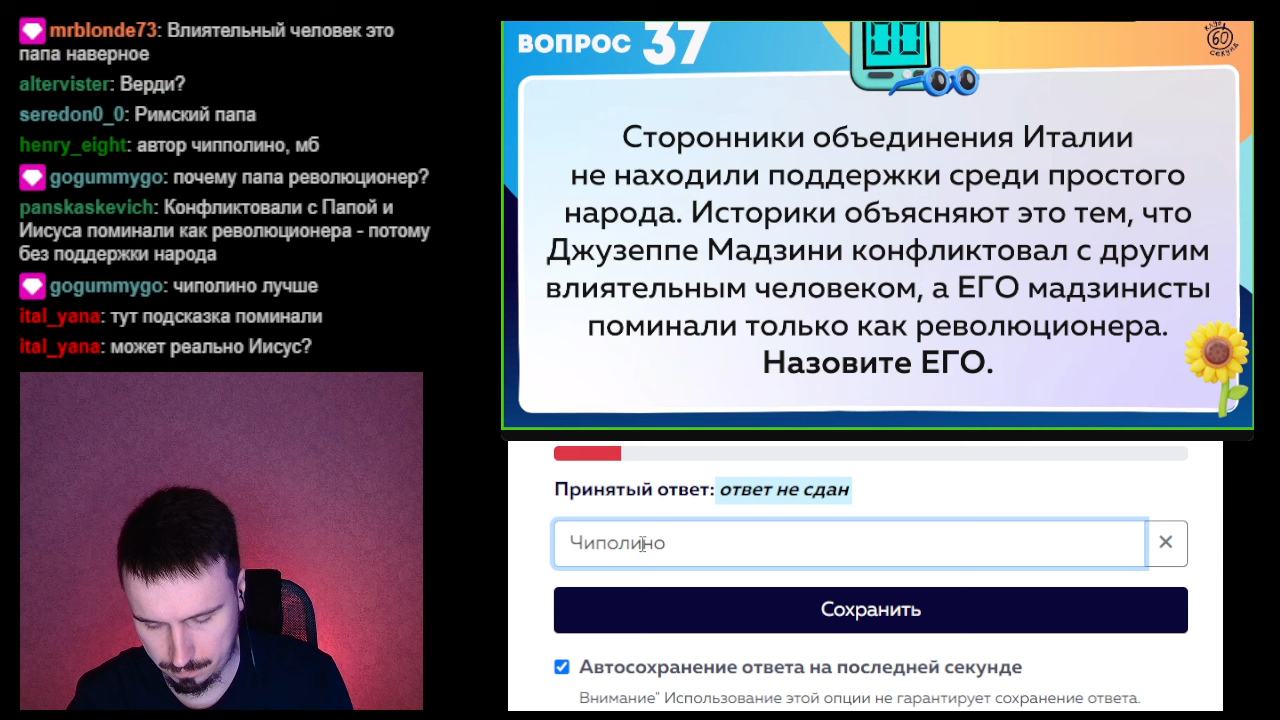 mrblonde73: Влиятельный человек это
папа наверное
altervister: Верди?
seredon0_0: Римский папа
henry_eight: автор чипполино, мб
gogummygo: почему папа революционер?
panskaskevich: Конфликтовали с Папой и
Иисуса поминали как революционера - потому
без поддержки народа
gogummygo: чиполино лучше
ital_yana: тут подсказка поминали
ital_yana: может реально Иисус?
ВОПРОС 37
00
КЛУБ
60
СЕКУНД
Сторонники объединения Италии
не находили поддержки среди простого
народа. Историки объясняют это тем, что
Джузеппе Мадзини конфликтовал с другим
влиятельным человеком, а ЕГО мадзинисты
поминали только как революционера.
Назовите ЕГО.
Принятый ответ: ответ не сдан
Чиполино
Сохранить
Автосохранение ответа на последней секунде
Внимание" Использование этой опции не гарантирует сохранение ответа.